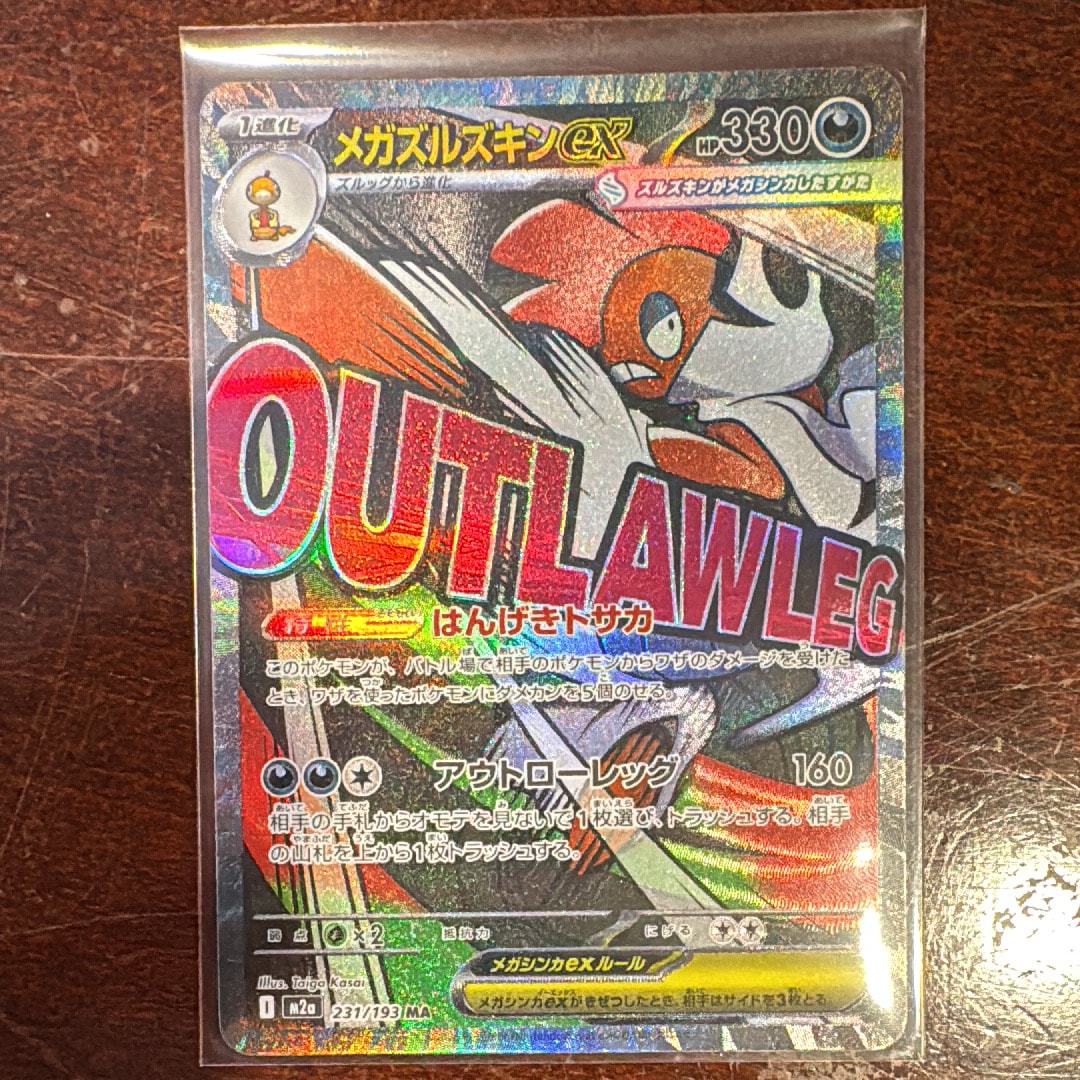 1進化
メガズルズキンex
HP330
ズルッグから進化
ズルズキンがメガシンカしたすがた
OUTLAWLEG
特性 はんげきトサカ
このポケモンが、バトル場で相手のポケモンからワザのダメージを受けた
とき、ワザを使ったポケモンにダメカンを5個のせる。
アウトローレッグ 160
相手の手札からオモテを見ないで1枚選び、トラッシュする。相手
の山札を上から1枚トラッシュする。
弱点 ×2 抵抗力 にげる
メガシンカexルール
メガシンカexがきぜつしたとき、相手はサイドを3枚とる。
Illus. Taiga Kasai
I M2a 231/193 MA